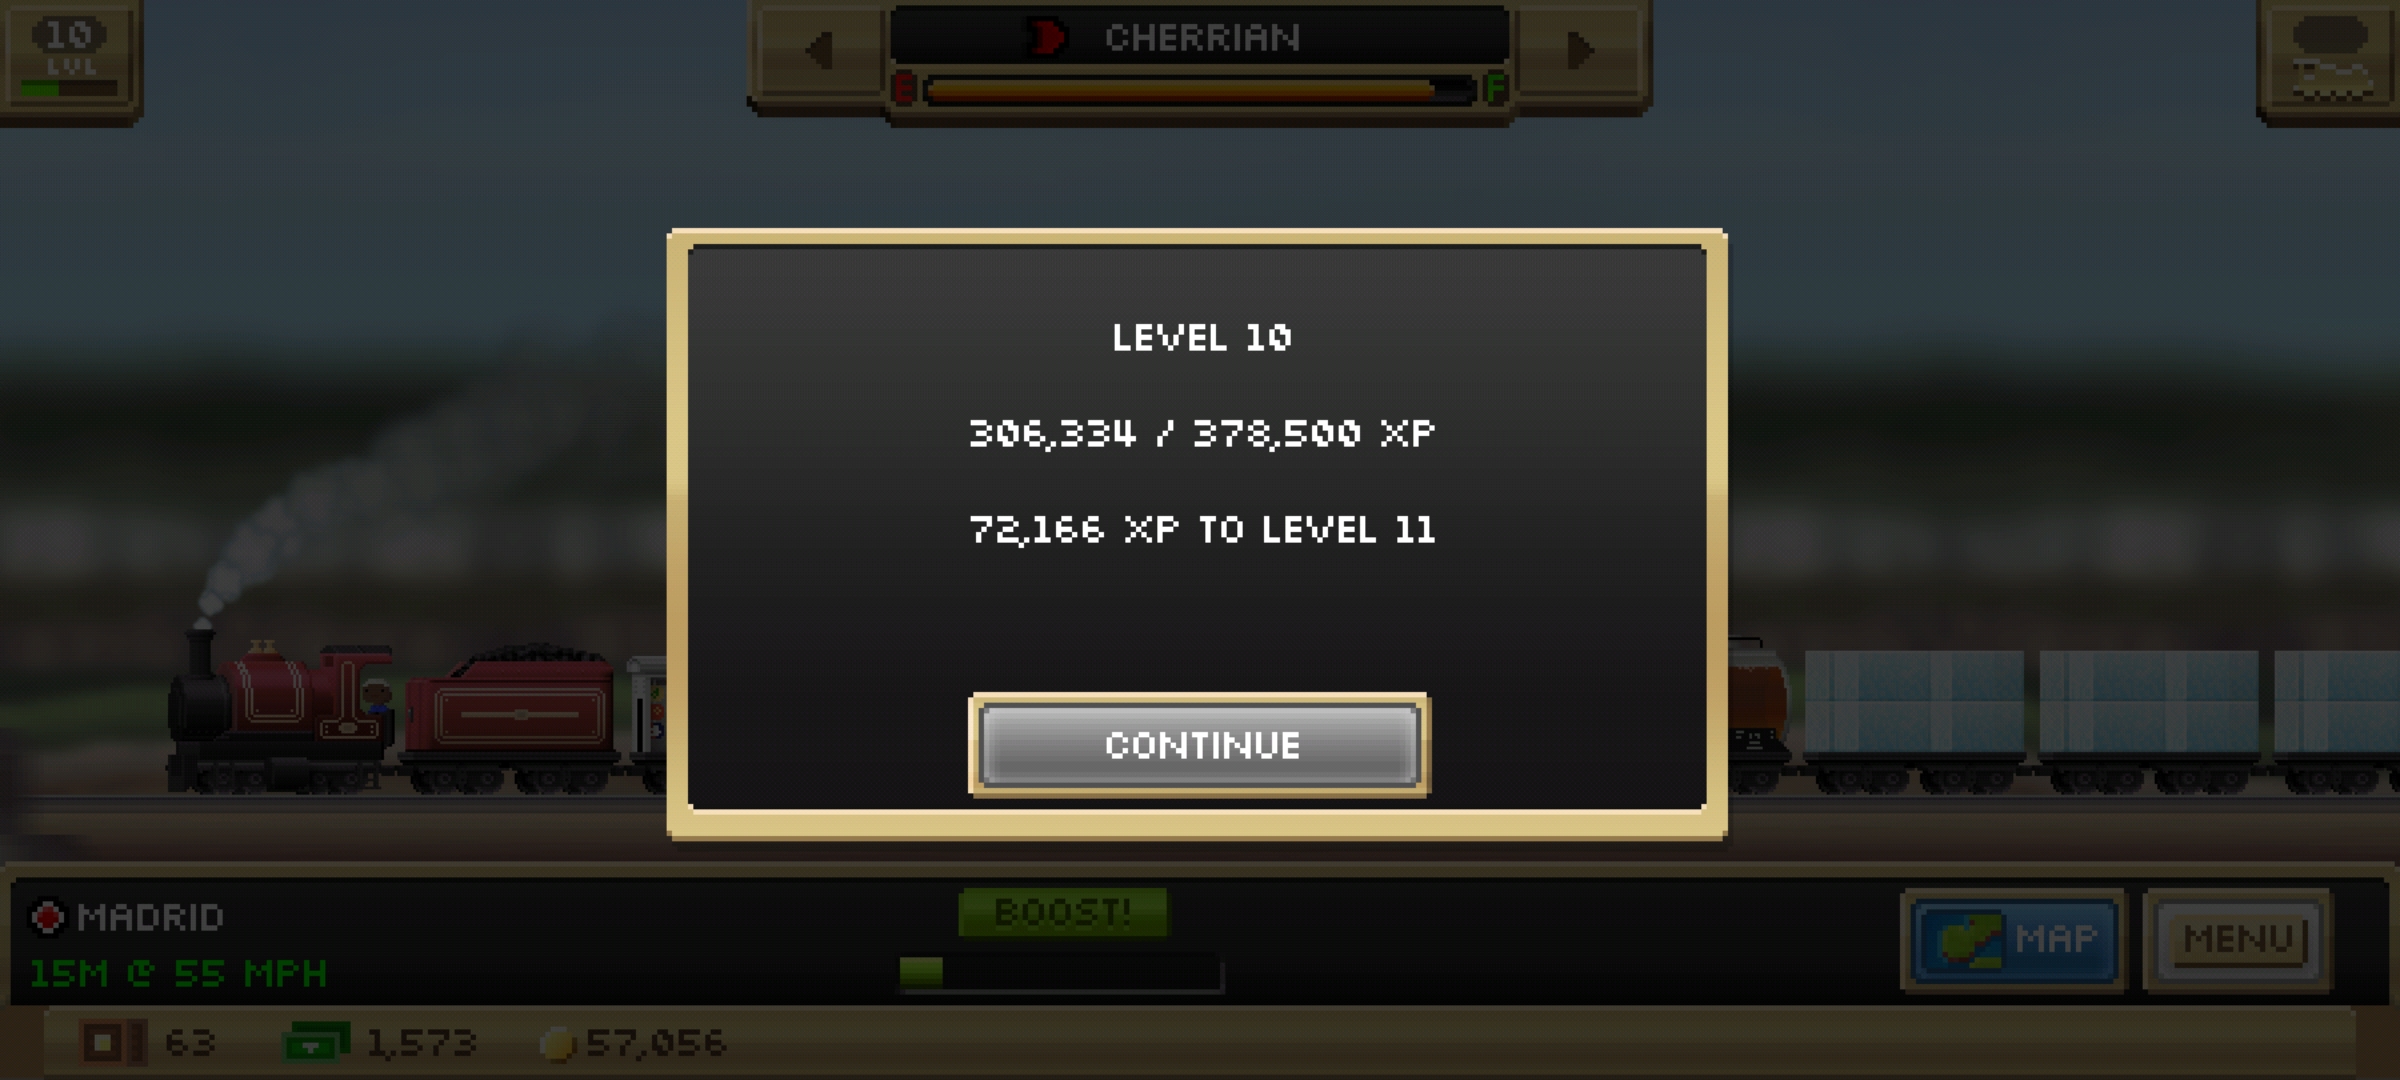 10
LVL
CHERRIAN
E F
LEVEL 10
306,334 / 378,500 XP
72,166 XP TO LEVEL 11
CONTINUE
MADRID
15M @ 55 MPH
BOOST!
MAP
MENU
63
1,573
57,056